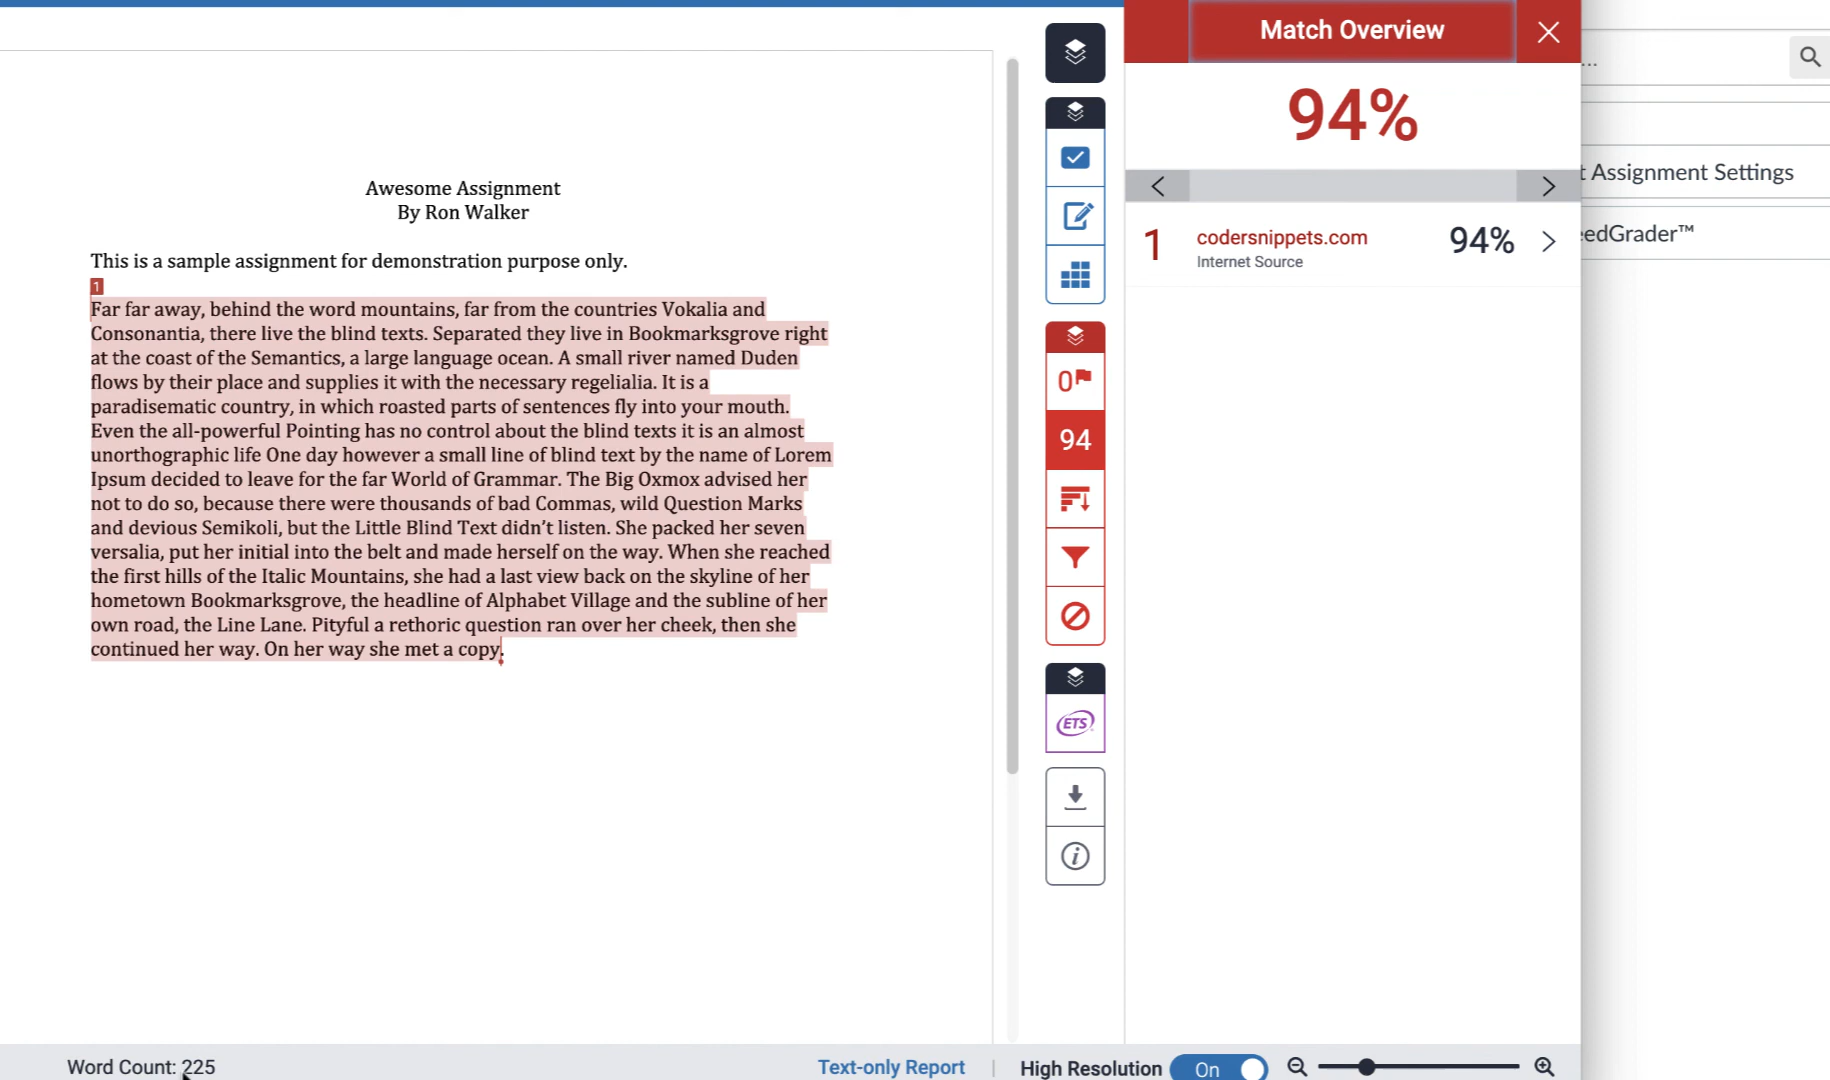 Awesome Assignment
By Ron Walker
This is a sample assignment for demonstration purpose only.
1
Far far away, behind the word mountains, far from the countries Vokalia and
Consonantia, there live the blind texts. Separated they live in Bookmarksgrove right
at the coast of the Semantics, a large language ocean. A small river named Duden
flows by their place and supplies it with the necessary regelialia. It is a
paradisematic country, in which roasted parts of sentences fly into your mouth.
Even the all-powerful Pointing has no control about the blind texts it is an almost
unorthographic life One day however a small line of blind text by the name of Lorem
Ipsum decided to leave for the far World of Grammar. The Big Oxmox advised her
not to do so, because there were thousands of bad Commas, wild Question Marks
and devious Semikoli, but the Little Blind Text didn’t listen. She packed her seven
versalia, put her initial into the belt and made herself on the way. When she reached
the first hills of the Italic Mountains, she had a last view back on the skyline of her
hometown Bookmarksgrove, the headline of Alphabet Village and the subline of her
own road, the Line Lane. Pityful a rethoric question ran over her cheek, then she
continued her way. On her way she met a copy.
0
94
ETS
Match Overview
94%
1 codersnippets.com 94%
Internet Source
...
t Assignment Settings
eedGrader™
Word Count: 225
Text-only Report
High Resolution On